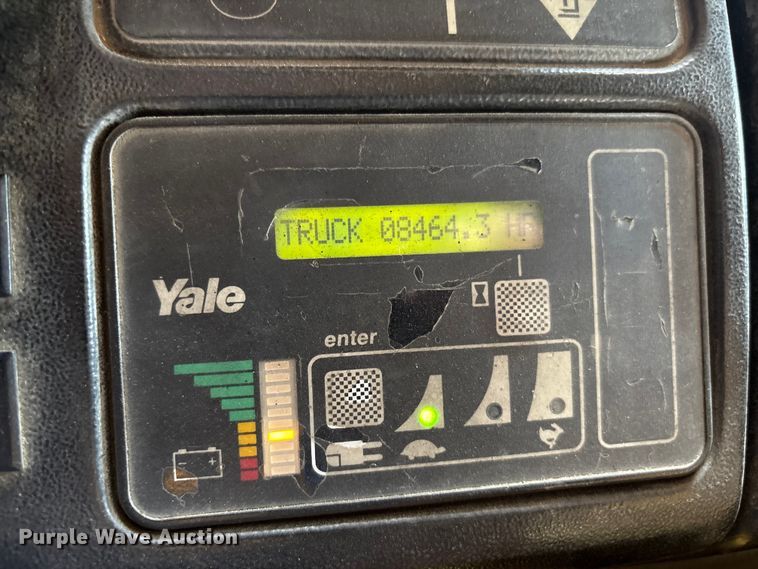 TRUCK 08464.3 HR
Yale
enter
Purple Wave Auction